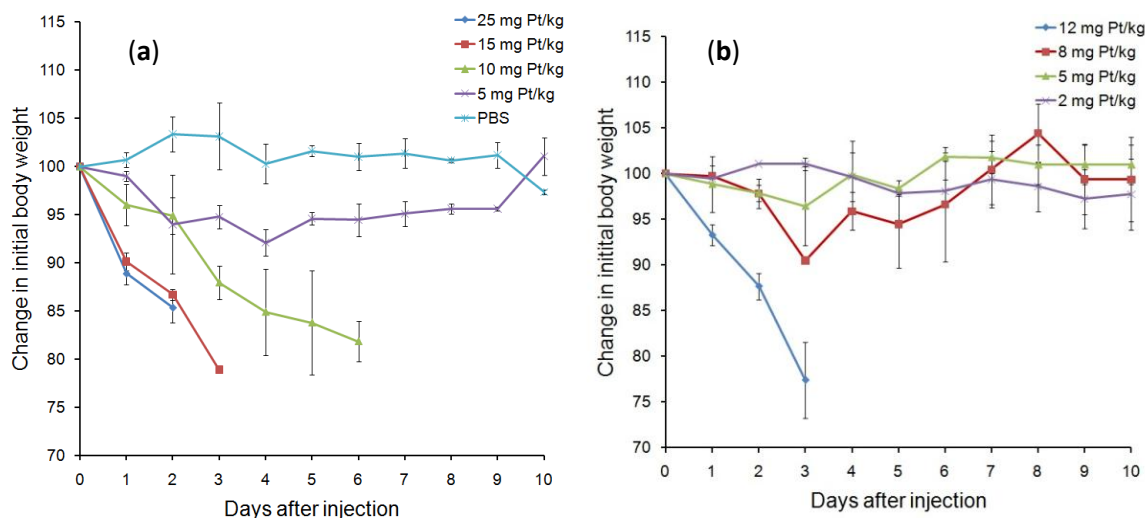 (a)
25 mg Pt/kg
15 mg Pt/kg
10 mg Pt/kg
5 mg Pt/kg
PBS
Change in initial body weight
115
110
105
100
95
90
85
80
75
70
0 1 2 3 4 5 6 7 8 9 10
Days after injection
(b)
12 mg Pt/kg
8 mg Pt/kg
5 mg Pt/kg
2 mg Pt/kg
Change in initital body weight
115
110
105
100
95
90
85
80
75
70
0 1 2 3 4 5 6 7 8 9 10
Days after injection